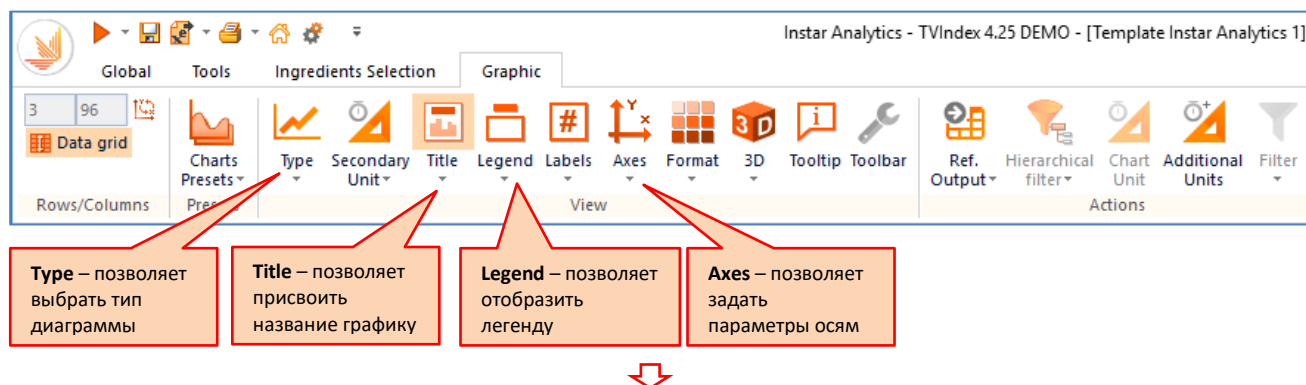 Instar Analytics - TVIndex 4.25 DEMO - [Template Instar Analytics 1]
Global Tools Ingredients Selection Graphic
3 96
Data grid
Charts Presets
Type
Secondary Unit
Title
Legend
Labels
Axes
Format
3D
3D
Tooltip
Toolbar
Ref. Output
Hierarchical filter
Chart Unit
Additional Units
Filter
Rows/Columns
View
Actions
Type – позволяет
выбрать тип
диаграммы
Title – позволяет
присвоить
название графику
Legend – позволяет
отобразить
легенду
Axes – позволяет
задать
параметры осям